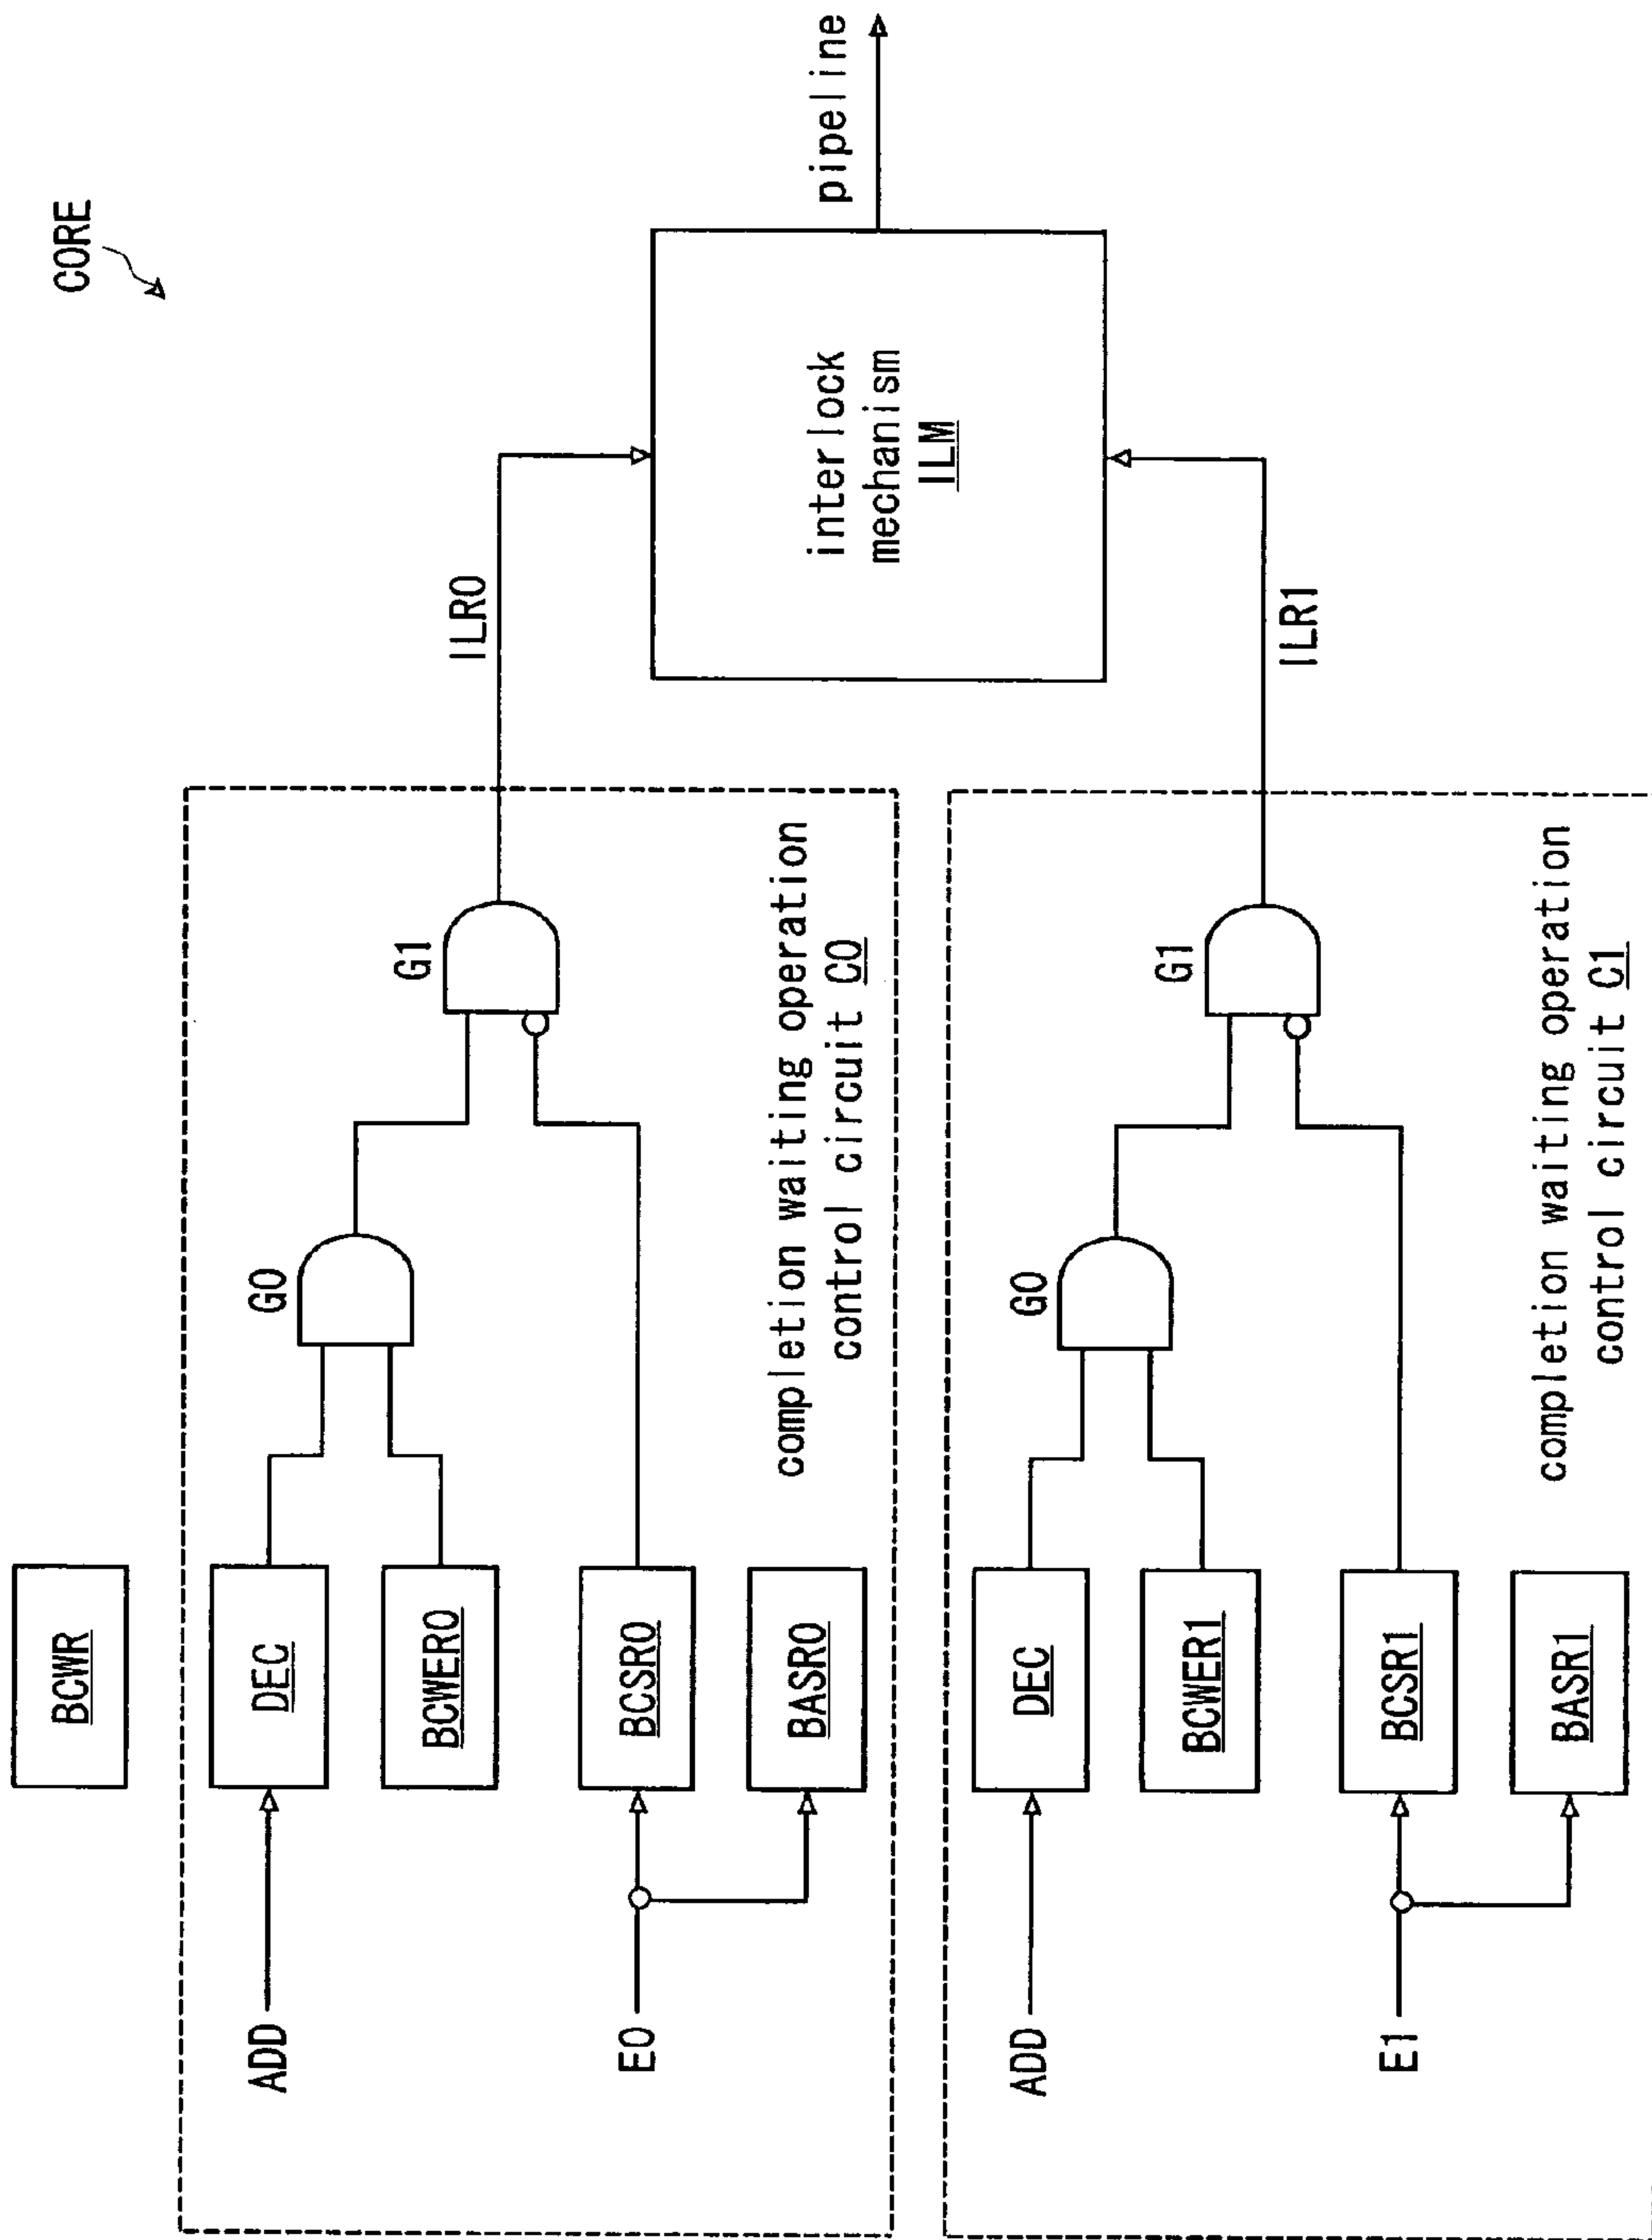 CORE
BCWR
ADD
DEC
G0
G1
ILR0
BCWER0
E0
BCSR0
BASR0
completion waiting operation
control circuit C0
interlock
mechanism
ILM
pipeline
ADD
DEC
G0
G1
ILR1
BCWER1
E1
BCSR1
BASR1
completion waiting operation
control circuit C1